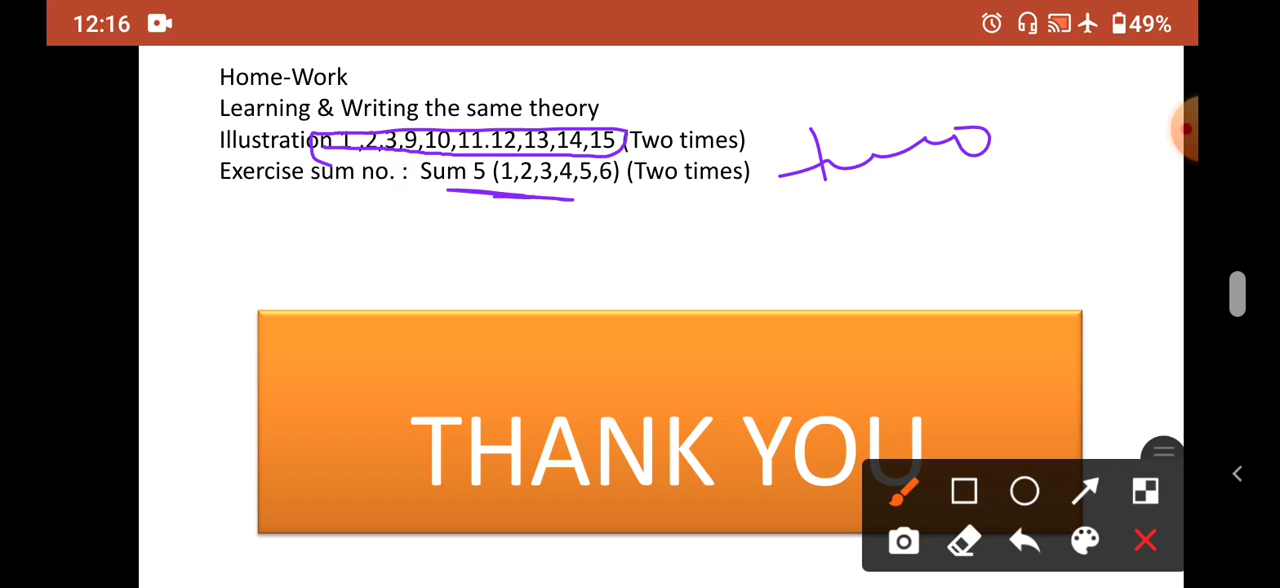 12:16
49%
Home-Work
Learning & Writing the same theory
Illustration 1 ,2,3,9,10,11.12,13,14,15 (Two times)
Exercise sum no. :  Sum 5 (1,2,3,4,5,6) (Two times)
two
THANK YOU